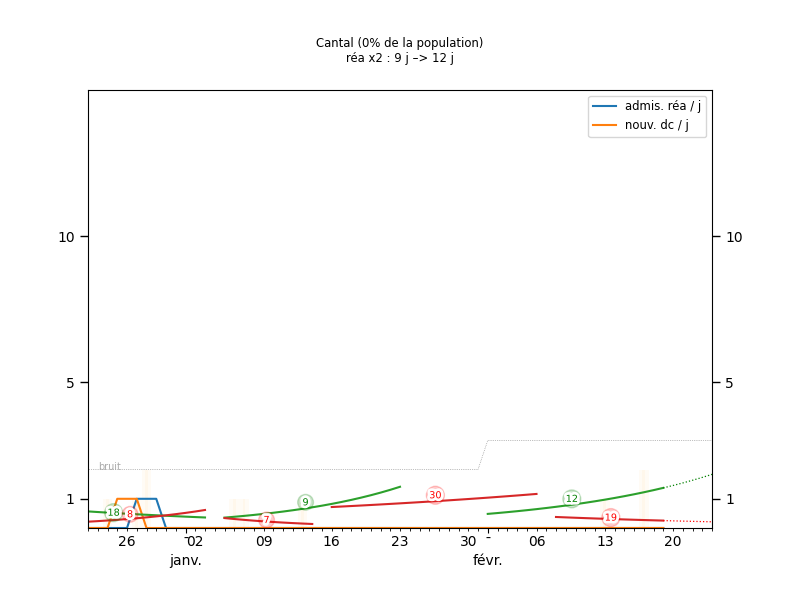 Cantal (0% de la population)
réa x2 : 9 j –> 12 j
admis. réa / j
nouv. dc / j
10 10
5 5
bruit
1 1
18 8 7 9 30 12 19
26 02 09 16 23 30 06 13 20
janv. févr.